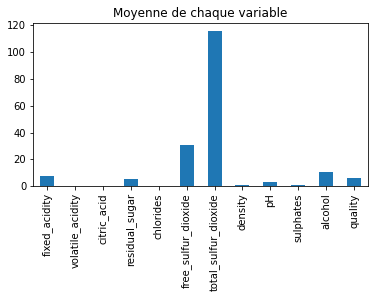 Moyenne de chaque variable
120
100
80
60
40
20
0
fixed_acidity
volatile_acidity
citric_acid
residual_sugar
chlorides
free_sulfur_dioxide
total_sulfur_dioxide
density
pH
sulphates
alcohol
quality